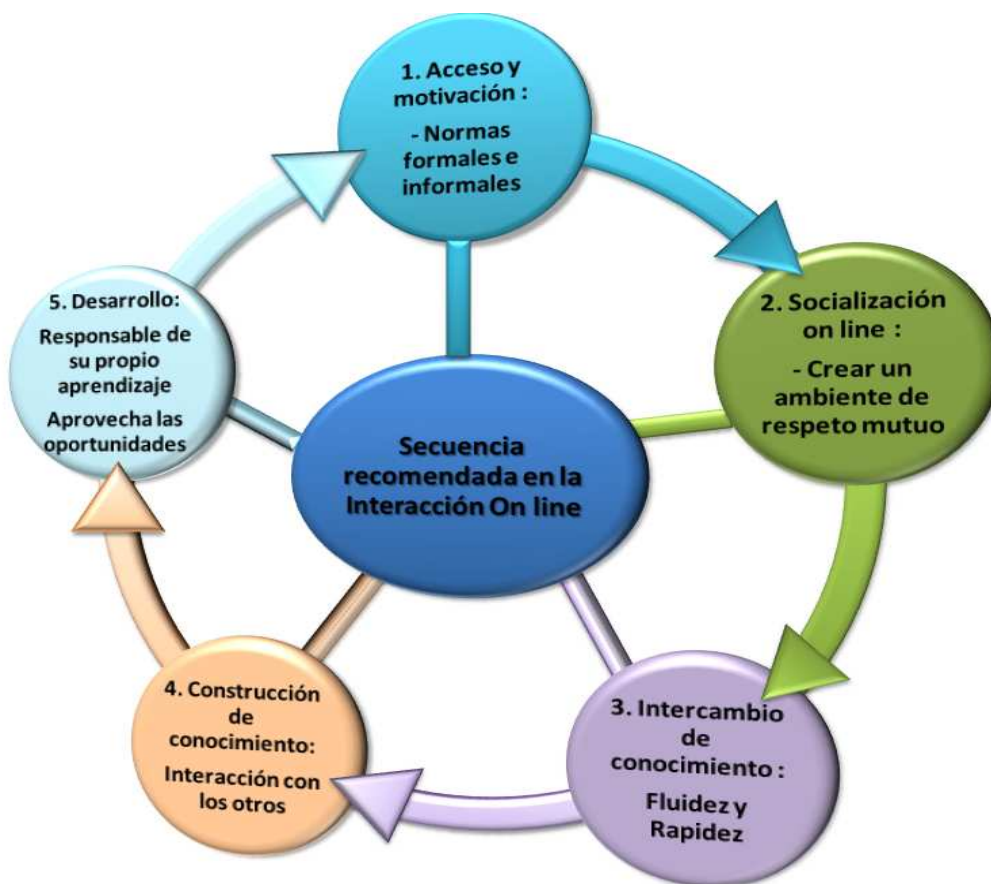 1. Acceso y
motivación :
- Normas
formales e
informales
2. Socialización
on line :
- Crear un
ambiente de
respeto mutuo
3. Intercambio
de
conocimiento :
Fluidez y
Rapidez
4. Construcción
de
conocimiento:
Interacción con
los otros
5. Desarrollo:
Responsable de
su propio
aprendizaje
Aprovecha las
oportunidades
Secuencia
recomendada en la
Interacción On line